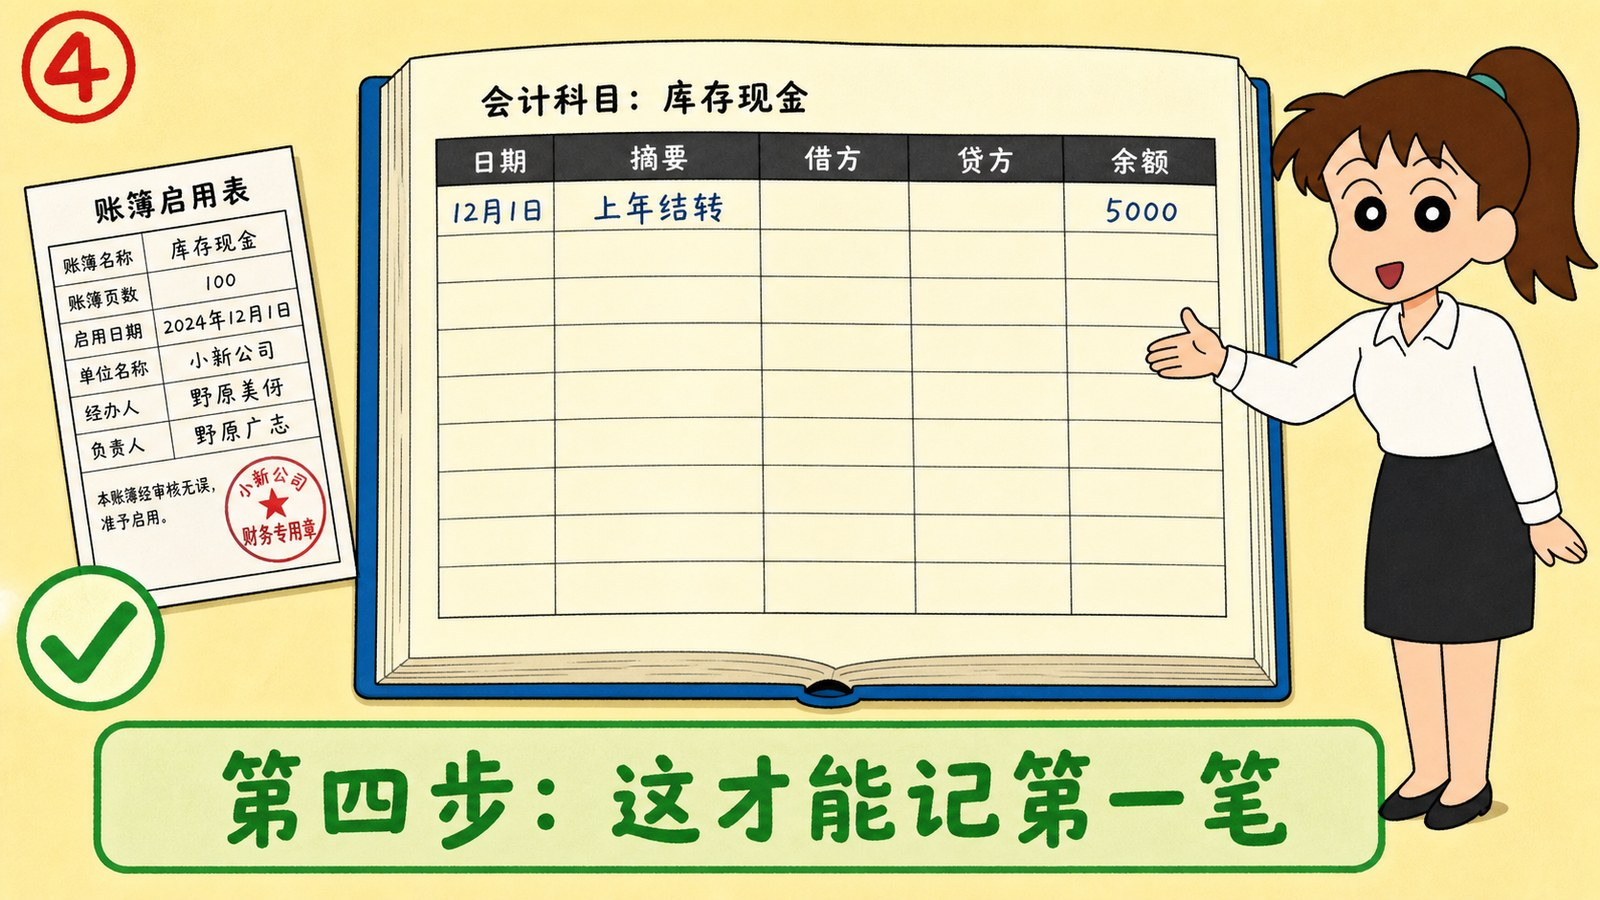 4
账簿启用表
账簿名称 库存现金
账簿页数 100
启用日期 2024年12月1日
单位名称 小新公司
经办人 野原美伢
负责人 野原广志
本账簿经审核无误,
准予启用。
小新公司
财务专用章
会计科目：库存现金
日期 摘要 借方 贷方 余额
12月1日 上年结转 5000
第四步：这才能记第一笔